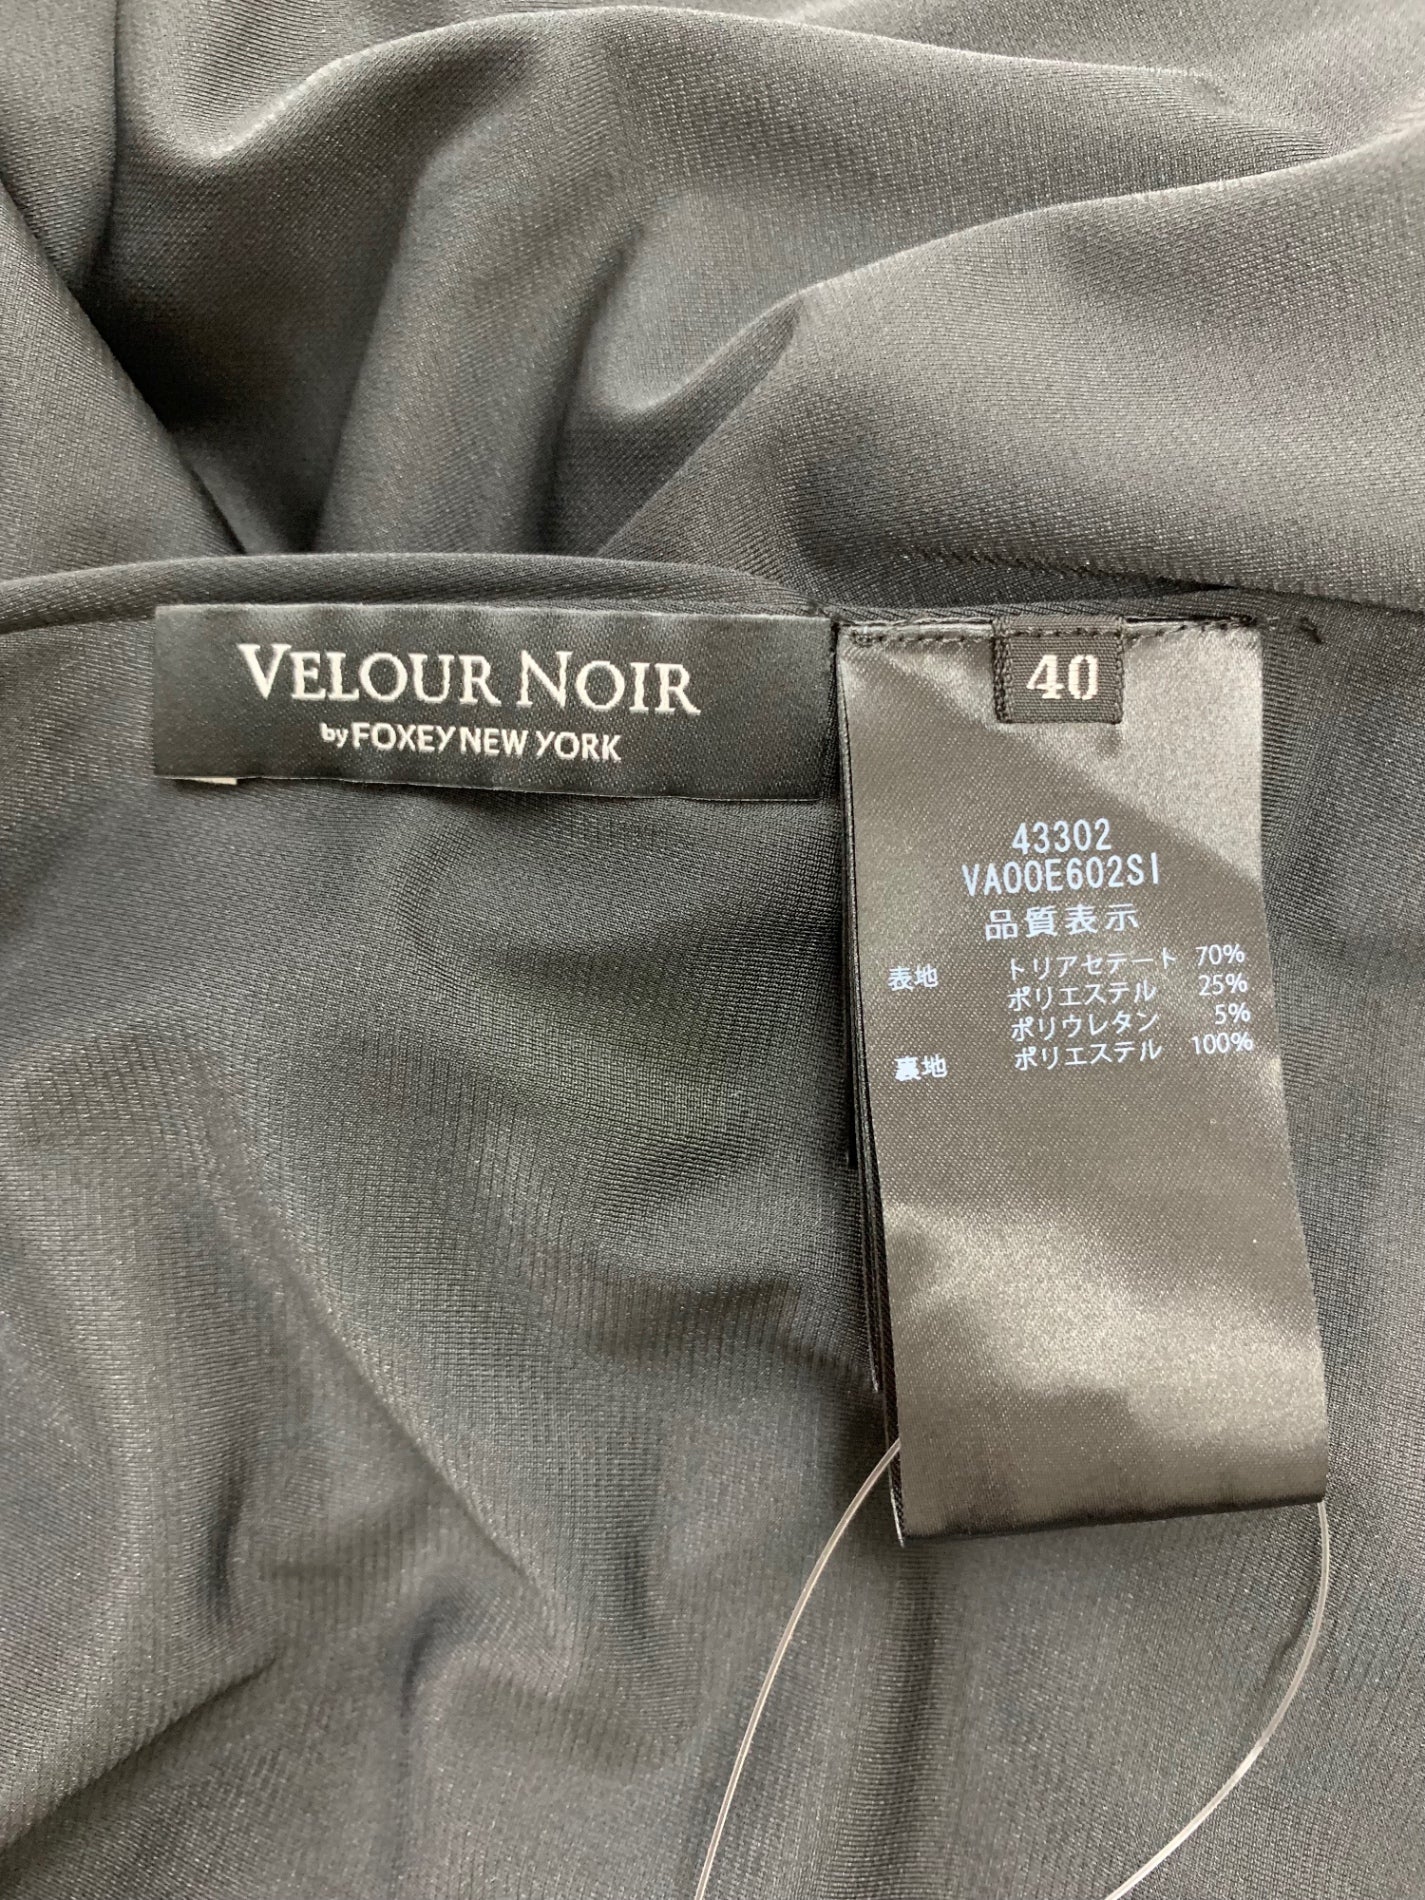 VELOUR NOIR
by FOXEY NEW YORK
40
43302
VA00E602SI
品質表示
表地 トリアセテート 70%
ポリエステル 25%
ポリウレタン 5%
裏地 ポリエステル 100%